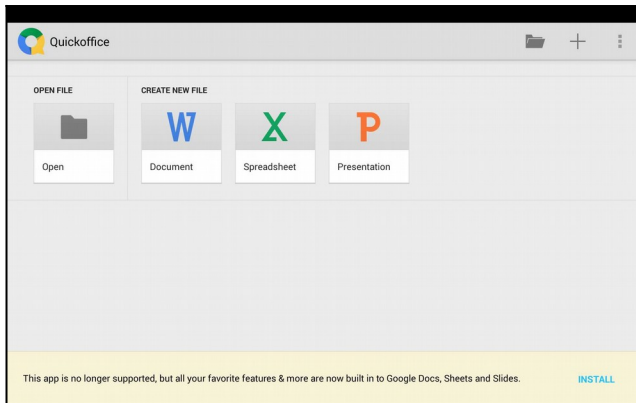 Quickoffice
OPEN FILE
CREATE NEW FILE
W
X
P
Open
Document
Spreadsheet
Presentation
This app is no longer supported, but all your favorite features & more are now built in to Google Docs, Sheets and Slides.
INSTALL